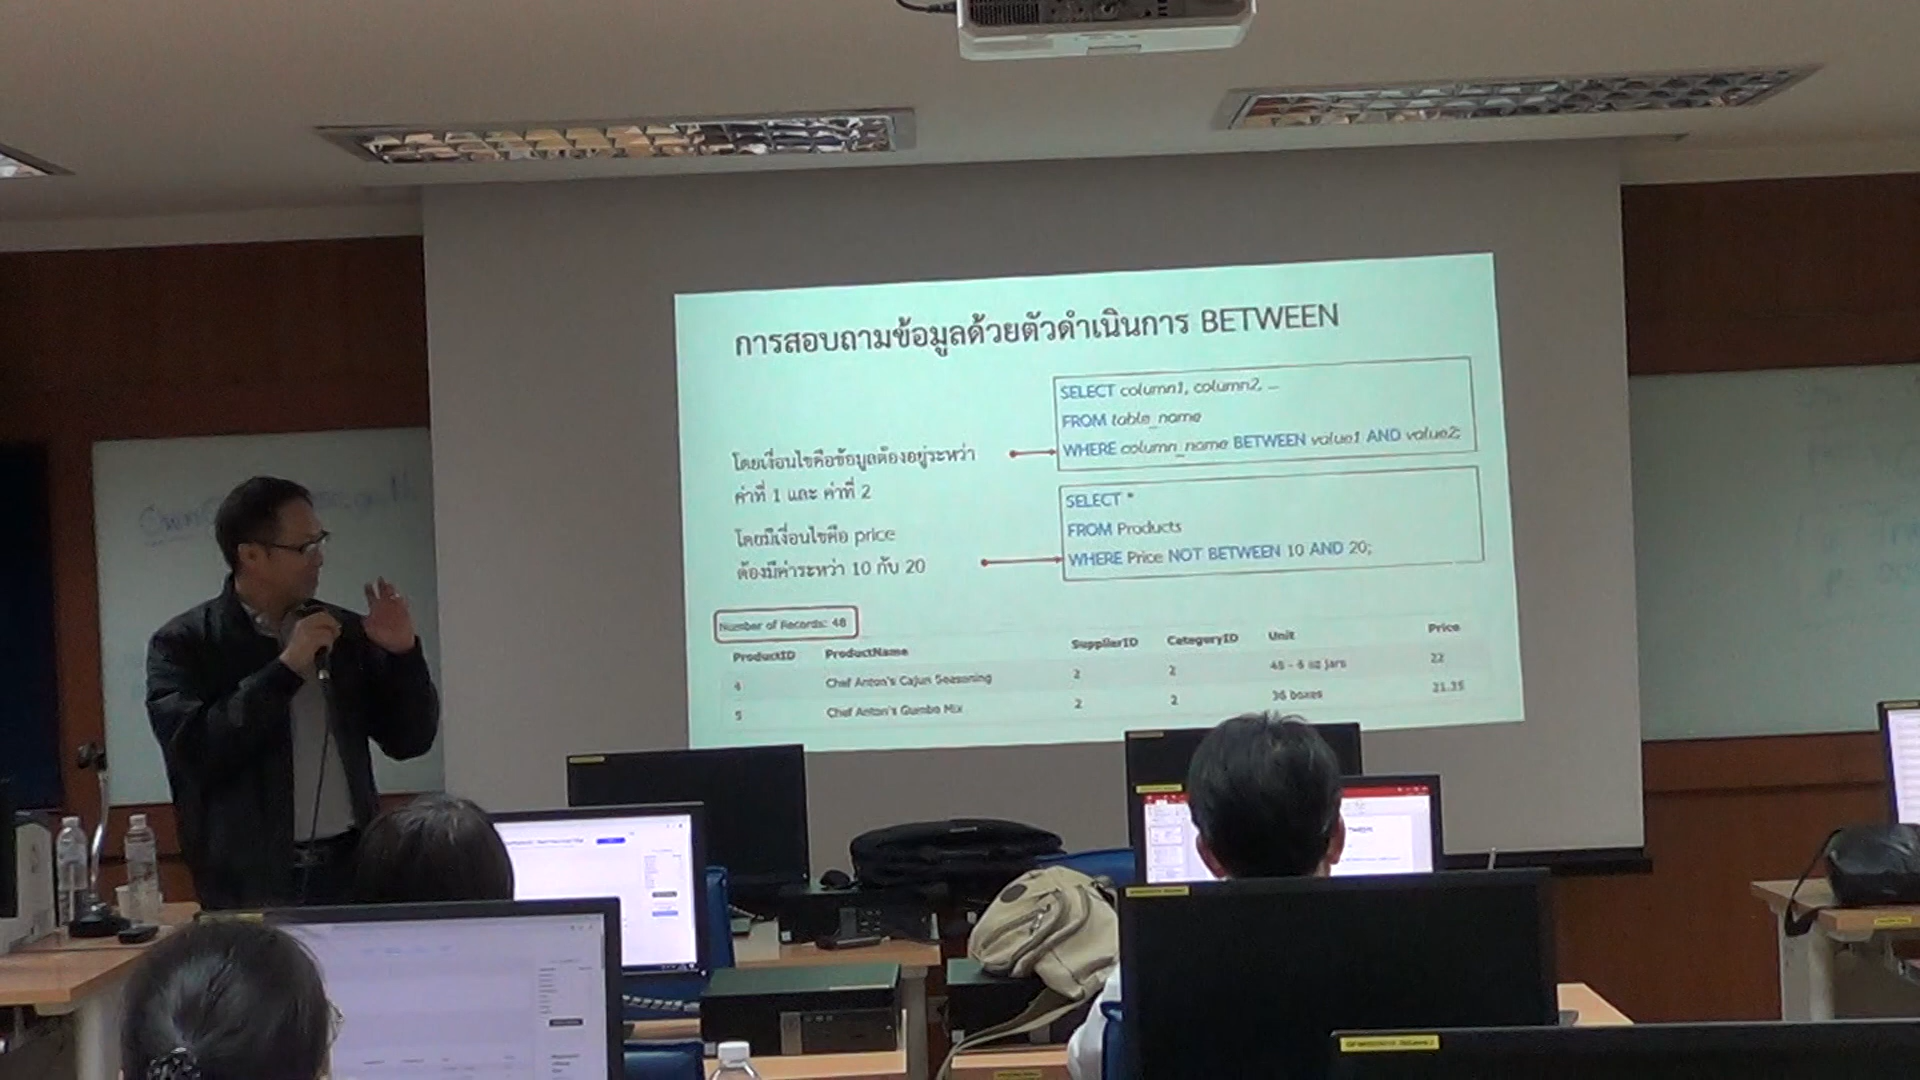 การสอบถามข้อมูลด้วยตัวดำเนินการ BETWEEN
SELECT column1, column2, ...
FROM table_name
WHERE column_name BETWEEN value1 AND value2;
โดยเงื่อนไขคือข้อมูลต้องอยู่ระหว่า
ค่าที่ 1 และ ค่าที่ 2
SELECT *
FROM Products
WHERE Price NOT BETWEEN 10 AND 20;
โดยมีเงื่อนไขคือ price
ต้องมีค่าระหว่า 10 กับ 20
Number of Records: 48
ProductID ProductName SupplierID CategoryID Unit Price
4 Chef Anton's Cajun Seasoning 2 2 48 - 6 oz jars 22
5 Chef Anton's Gumbo Mix 2 2 36 boxes 21.35